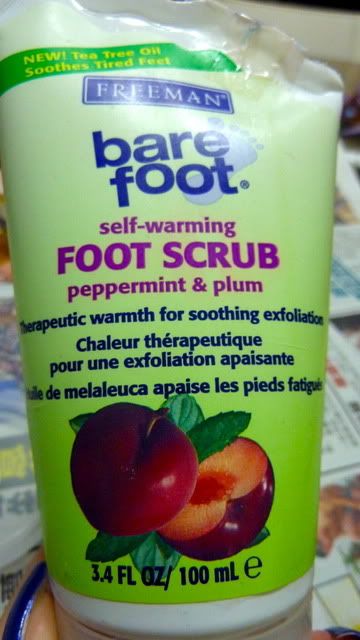 NEW! Tea Tree Oil
Soothes Tired Feet
FREEMAN
bare
foot®
self-warming
FOOT SCRUB
peppermint & plum
Therapeutic warmth for soothing exfoliation
Chaleur thérapeutique
pour une exfoliation apaisante
huile de melaleuca apaise les pieds fatigués
3.4 FL OZ/ 100 mL ℮